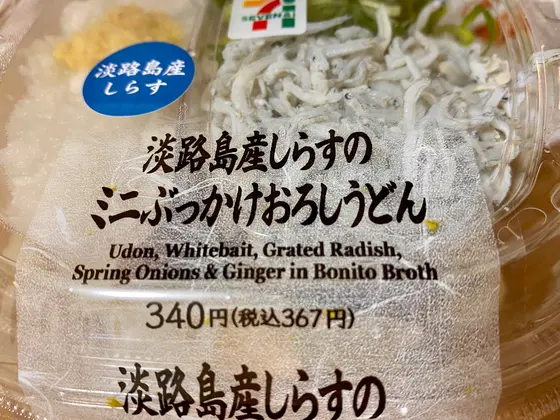 SEVEN&i
淡路島産
しらす
淡路島産しらすの
ミニぶっかけおろしうどん
Udon, Whitebait, Grated Radish,
Spring Onions & Ginger in Bonito Broth
340円(税込367円)
淡路島産しらすの